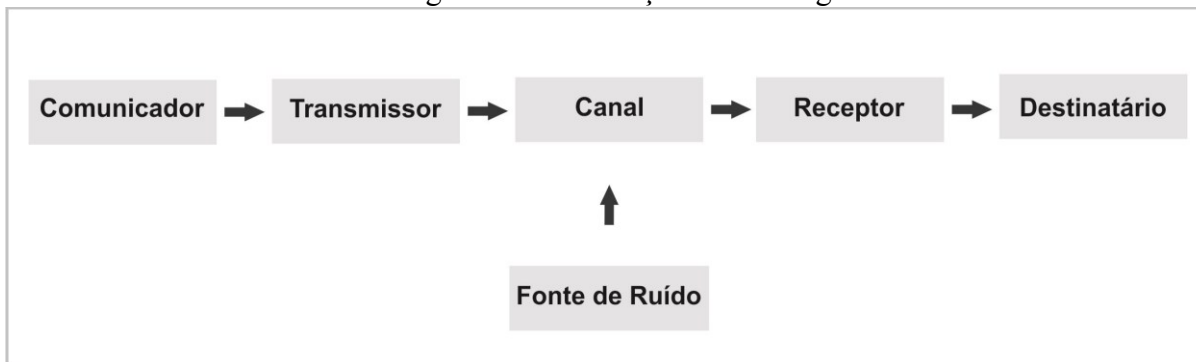 Comunicador Transmissor Canal Receptor Destinatário
Fonte de Ruído